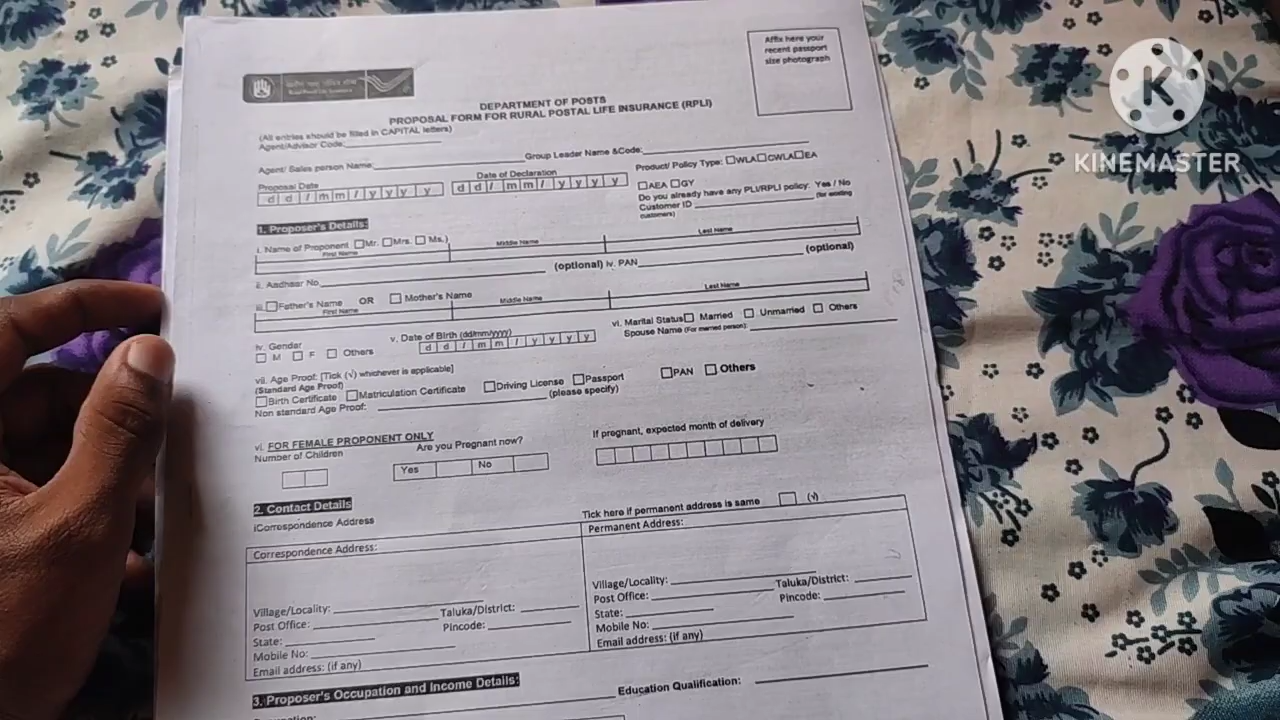 Affix here your
recent passport
size photograph
DEPARTMENT OF POSTS
PROPOSAL FORM FOR RURAL POSTAL LIFE INSURANCE (RPLI)
(All entries should be filled in CAPITAL letters)
Agent/Advisor Code:
Agent/ Sales person Name: Group Leader Name &Code:
Proposal Date Date of Declaration Product/ Policy Type: WLA CWLA EA
d d / m m / y y y y d d / m m / y y y y AEA GY
Do you already have any PLI/RPLI policy. Yes / No
Customer ID (for existing
customers)
1. Proposer's Details:
i. Name of Proponent Mr. Mrs. Ms.)
First Name Middle Name Last Name
ii. Aadhaar No (optional) iv. PAN (optional)
iii. Father's Name OR Mother's Name
First Name Middle Name Last Name
iv. Gender v. Date of Birth (dd/mm/yyyy) vi. Marital Status Married Unmarried Others
M F Others d d / m m / y y y y Spouse Name (For married person):
vii. Age Proof: [Tick (√) whichever is applicable]
(Standard Age Proof)
Birth Certificate Matriculation Certificate Driving License Passport PAN Others
Non standard Age Proof: (please specify)
vi. FOR FEMALE PROPONENT ONLY
Number of Children Are you Pregnant now? If pregnant, expected month of delivery
Yes No
2. Contact Details
iCorrespondence Address Tick here if permanent address is same (√)
Correspondence Address: Permanent Address:
Village/Locality: Taluka/District: Village/Locality: Taluka/District:
Post Office: Pincode: Post Office: Pincode:
State: State:
Mobile No: Mobile No:
Email address: (if any) Email address: (if any)
3. Proposer's Occupation and Income Details:
Education Qualification:
KINEMASTER